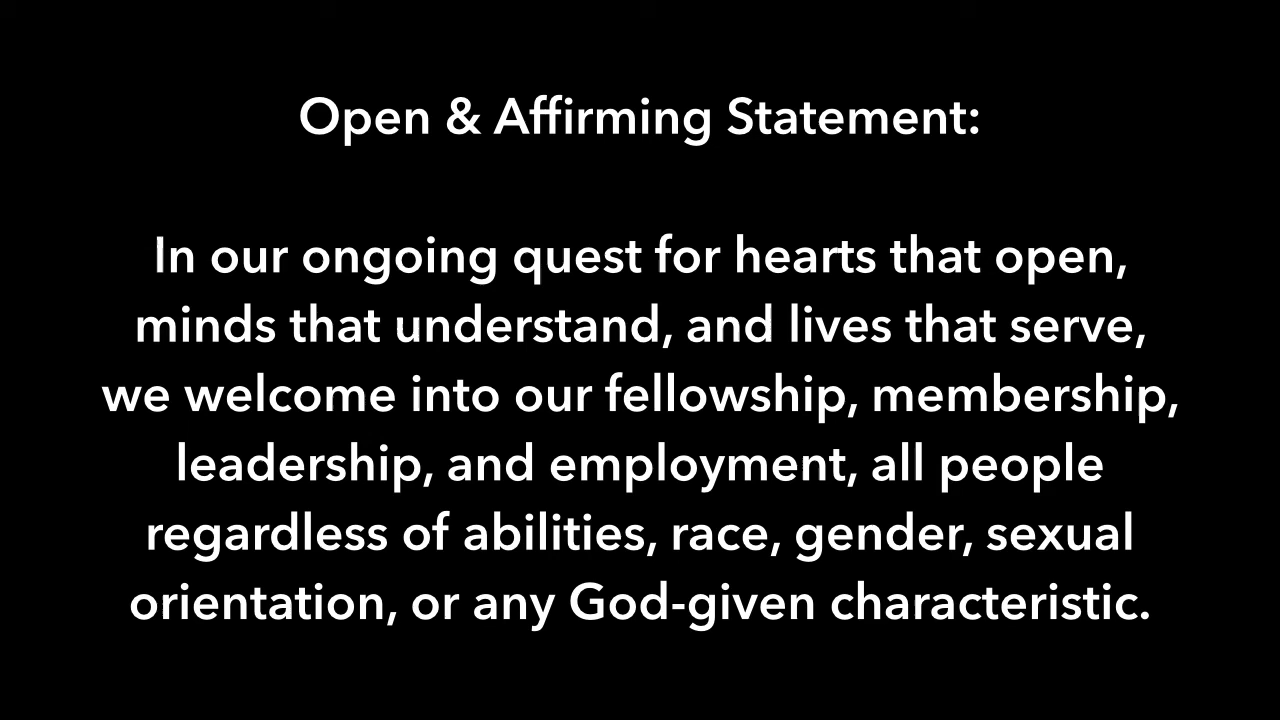 Open & Affirming Statement:
In our ongoing quest for hearts that open,
minds that understand, and lives that serve,
we welcome into our fellowship, membership,
leadership, and employment, all people
regardless of abilities, race, gender, sexual
orientation, or any God-given characteristic.